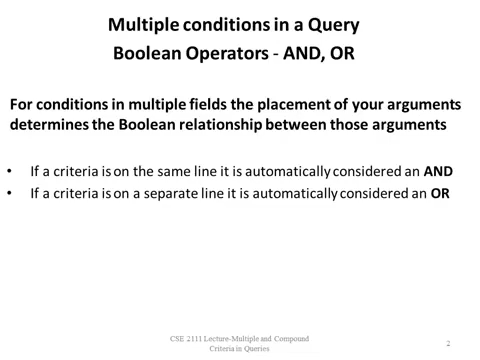 Multiple conditions in a Query
Boolean Operators - AND, OR
For conditions in multiple fields the placement of your arguments
determines the Boolean relationship between those arguments
• If a criteria is on the same line it is automatically considered an AND
• If a criteria is on a separate line it is automatically considered an OR
CSE 2111 Lecture-Multiple and Compound
Criteria in Queries
2